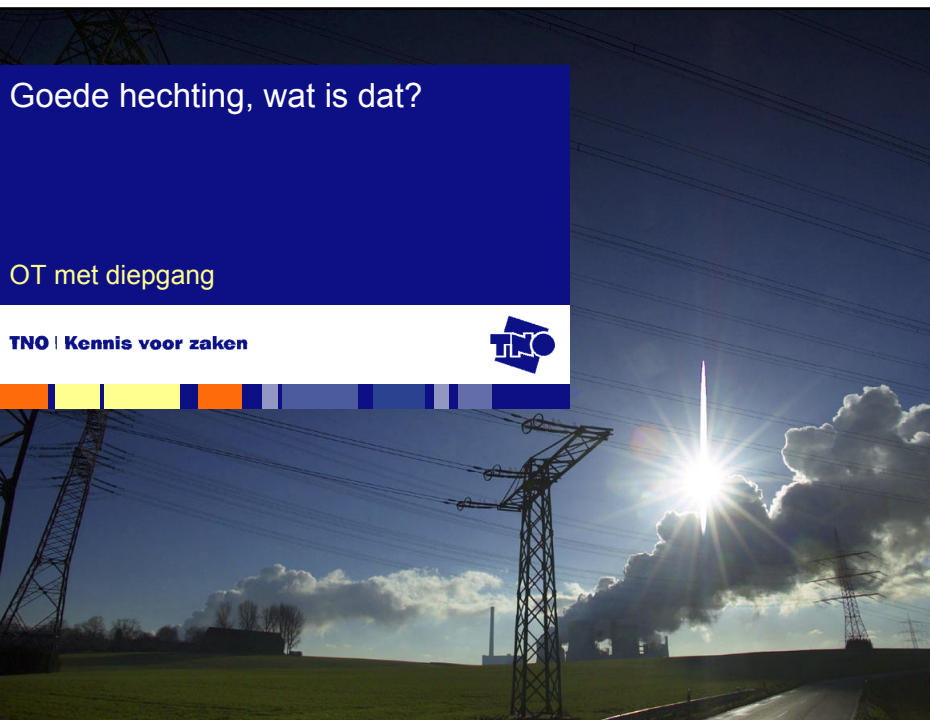 Goede hechting, wat is dat?
OT met diepgang
TNO | Kennis voor zaken
TNO